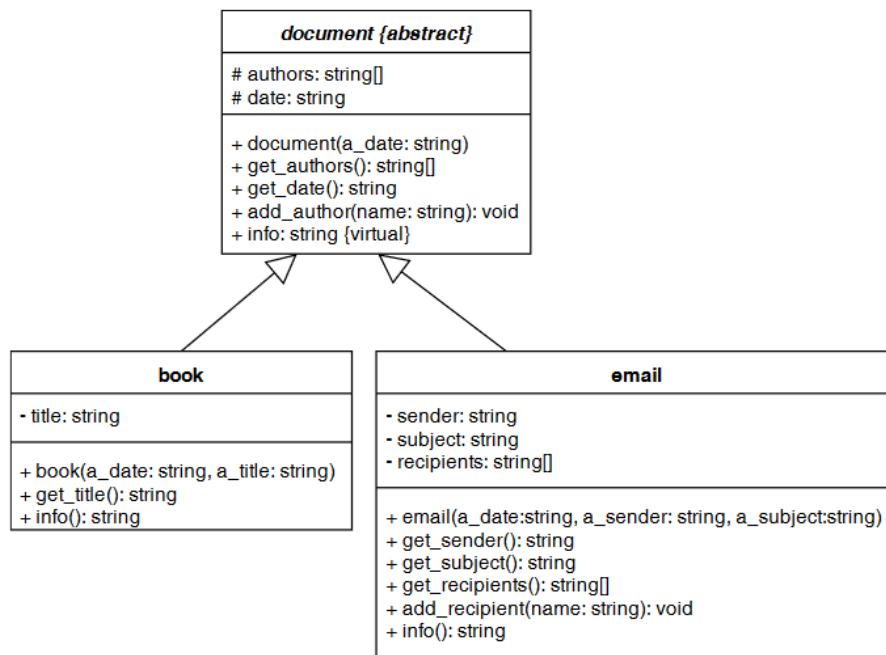 document {abstract}
# authors: string[]
# date: string
+ document(a_date: string)
+ get_authors(): string[]
+ get_date(): string
+ add_author(name: string): void
+ info: string {virtual}
book
- title: string
+ book(a_date: string, a_title: string)
+ get_title(): string
+ info(): string
email
- sender: string
- subject: string
- recipients: string[]
+ email(a_date:string, a_sender: string, a_subject:string)
+ get_sender(): string
+ get_subject(): string
+ get_recipients(): string[]
+ add_recipient(name: string): void
+ info(): string